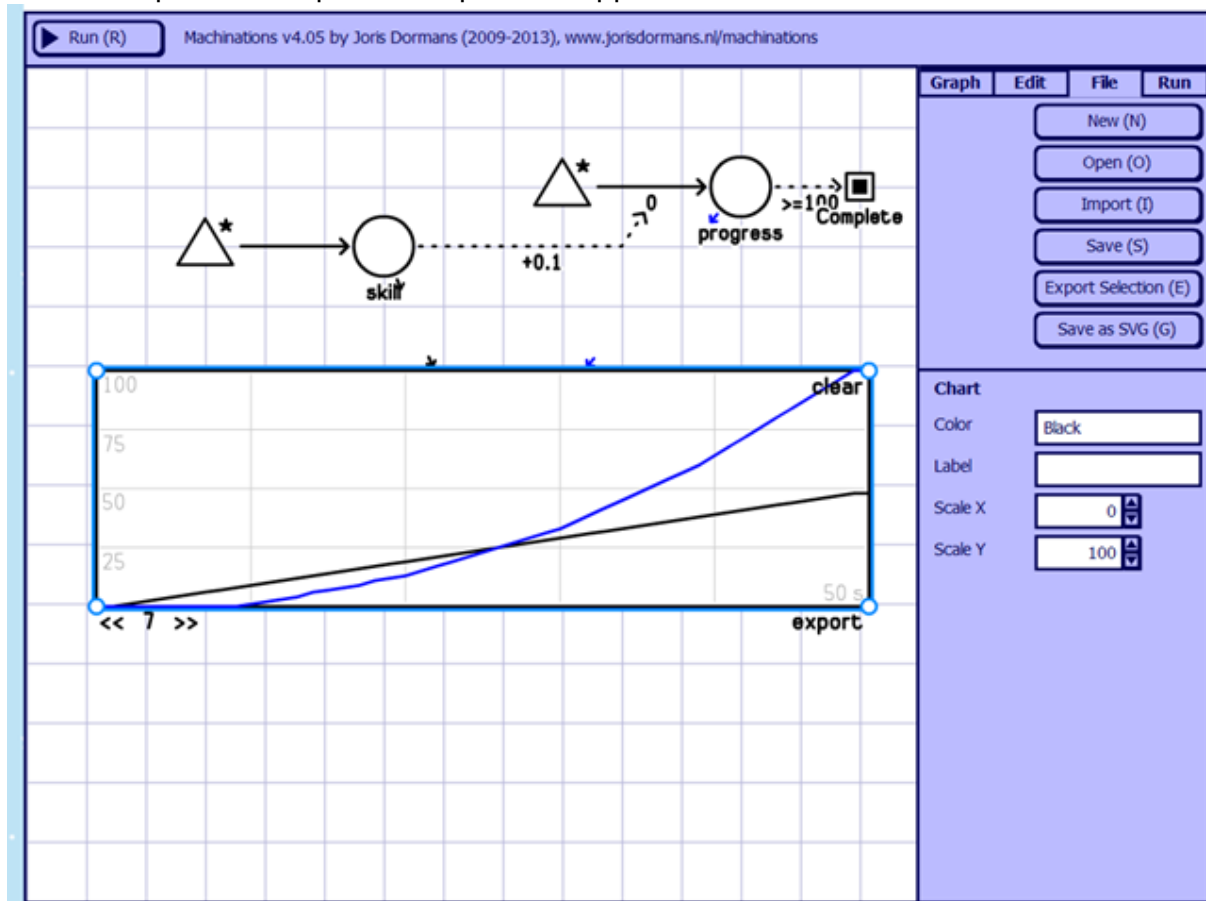 Run (R) Machinations v4.05 by Joris Dormans (2009-2013), www.jorisdormans.nl/machinations
Graph Edit File Run
New (N)
Open (O)
Import (I)
Save (S)
Export Selection (E)
Save as SVG (G)
* 0 >=100 Complete
progress
* +0.1
skill
100 clear
75
50
25
50 s
<< 7 >> export
Chart
Color Black
Label
Scale X 0
Scale Y 100